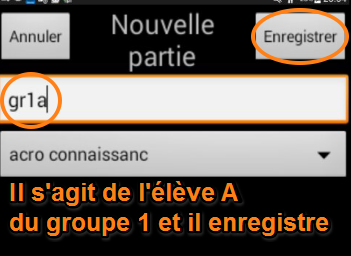 Annuler
Nouvelle
partie
Enregistrer
gr1a
acro connaissanc
Il s'agit de l'élève A
du groupe 1 et il enregistre